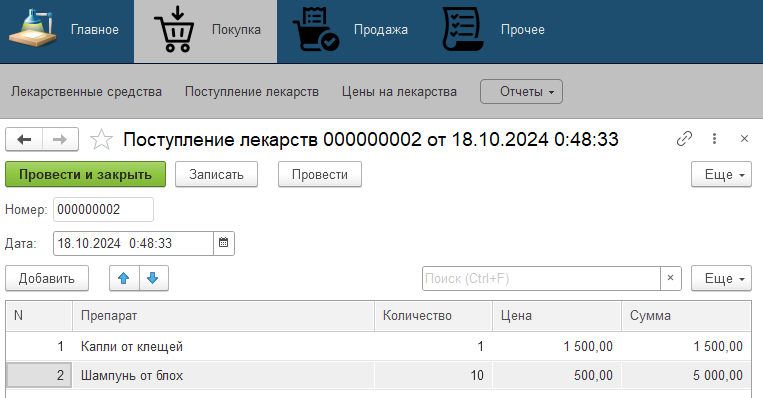 Главное Покупка Продажа Прочее
Лекарственные средства Поступление лекарств Цены на лекарства Отчеты
Поступление лекарств 000000002 от 18.10.2024 0:48:33
Провести и закрыть Записать Провести Еще
Номер: 000000002
Дата: 18.10.2024 0:48:33
Добавить Поиск (Ctrl+F) × Еще
N Препарат Количество Цена Сумма
1 Капли от клещей 1 1 500,00 1 500,00
2 Шампунь от блох 10 500,00 5 000,00